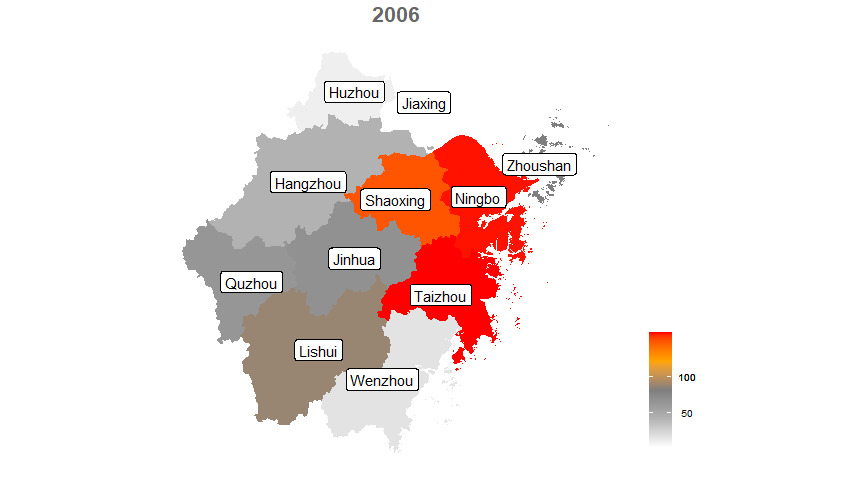 2006
Huzhou
Jiaxing
Zhoushan
Hangzhou
Shaoxing
Ningbo
Jinhua
Quzhou
Taizhou
Lishui
Wenzhou
100
50